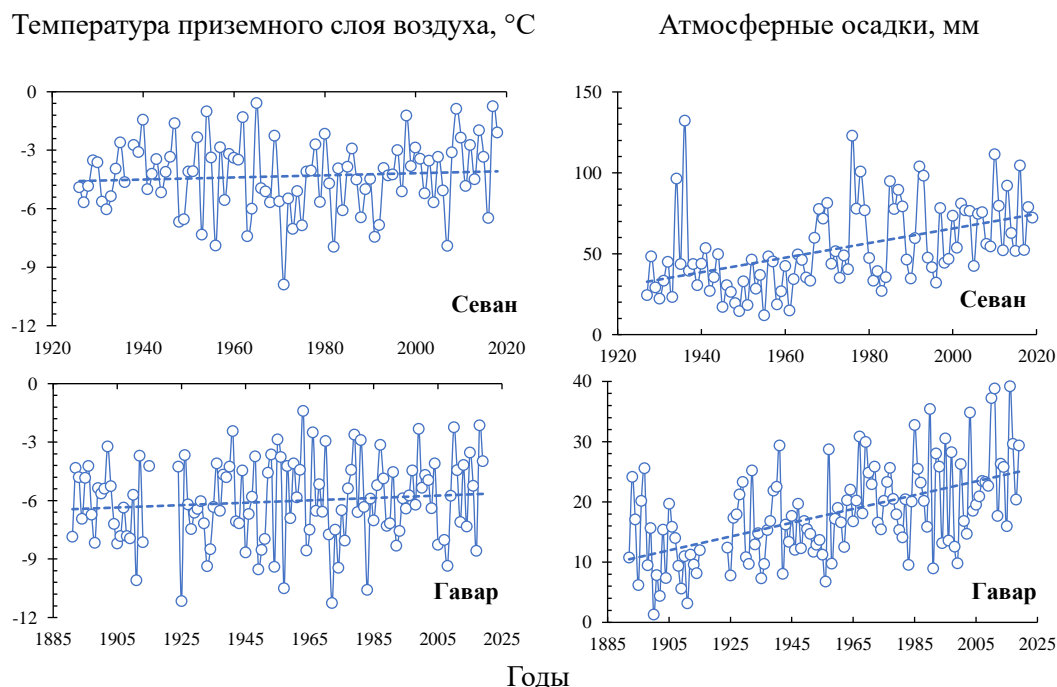 Температура приземного слоя воздуха, °C
Атмосферные осадки, мм
0
-3
-6
-9
-12
Севан
1920 1940 1960 1980 2000 2020
150
100
50
0
Севан
1920 1940 1960 1980 2000 2020
0
-3
-6
-9
-12
Гавар
1885 1905 1925 1945 1965 1985 2005 2025
40
30
20
10
0
Гавар
1885 1905 1925 1945 1965 1985 2005 2025
Годы